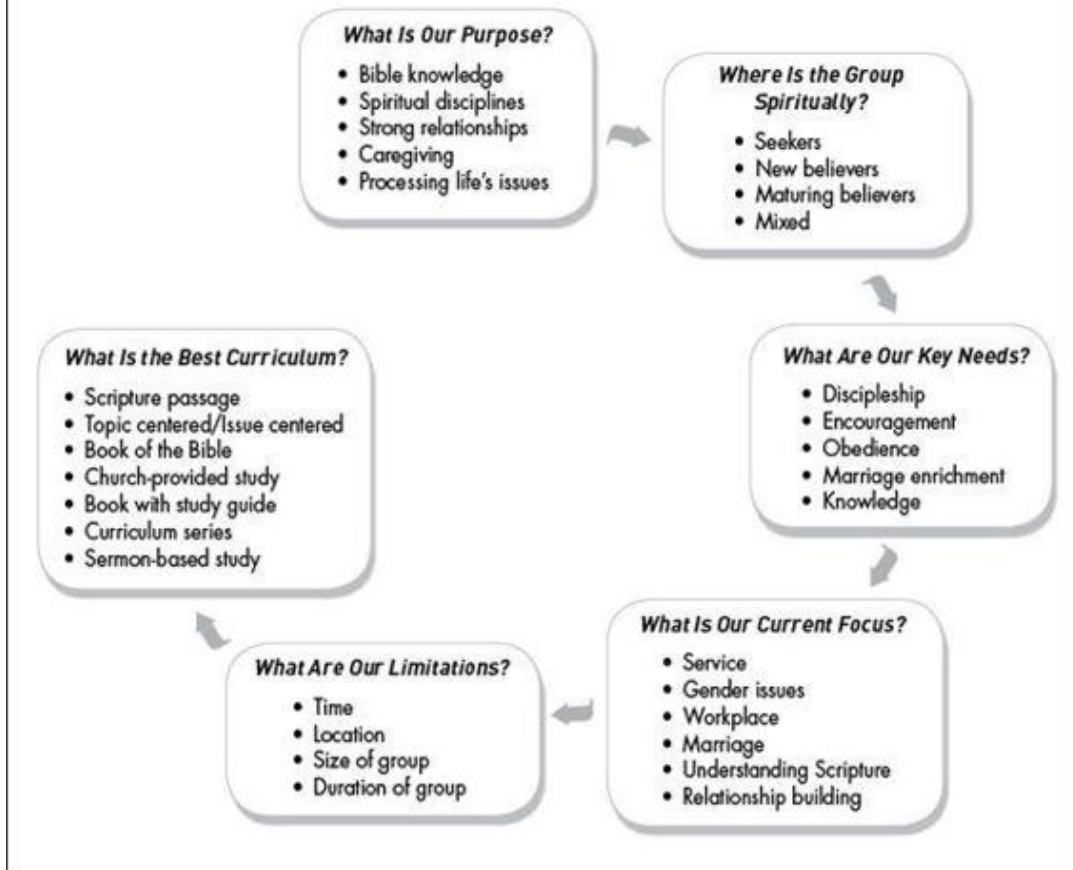 What Is Our Purpose?
• Bible knowledge
• Spiritual disciplines
• Strong relationships
• Caregiving
• Processing life's issues
Where Is the Group
Spiritually?
• Seekers
• New believers
• Maturing believers
• Mixed
What Are Our Key Needs?
• Discipleship
• Encouragement
• Obedience
• Marriage enrichment
• Knowledge
What Is Our Current Focus?
• Service
• Gender issues
• Workplace
• Marriage
• Understanding Scripture
• Relationship building
What Are Our Limitations?
• Time
• Location
• Size of group
• Duration of group
What Is the Best Curriculum?
• Scripture passage
• Topic centered/Issue centered
• Book of the Bible
• Church-provided study
• Book with study guide
• Curriculum series
• Sermon-based study